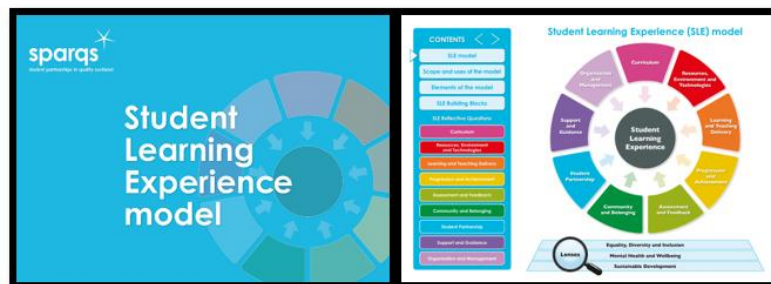 sparqs
student partnerships in quality scotland
Student
Learning
Experience
model
CONTENTS
SLE model
Scope and uses of the model
Elements of the model
SLE Building Blocks
SLE Reflective Questions
Curriculum
Resources, Environment
and Technologies
Learning and Teaching Delivery
Progression and Achievement
Assessment and Feedback
Community and Belonging
Student Partnership
Support and Guidance
Organisation and Management
Student Learning Experience (SLE) model
Curriculum
Resources,
Environment and
Technologies
Learning
and Teaching
Delivery
Progression
and
Achievement
Assessment
and Feedback
Community
and Belonging
Student
Partnership
Support
and
Guidance
Organisation
and
Management
Student
Learning
Experience
Lenses
Equality, Diversity and Inclusion
Mental Health and Wellbeing
Sustainable Development